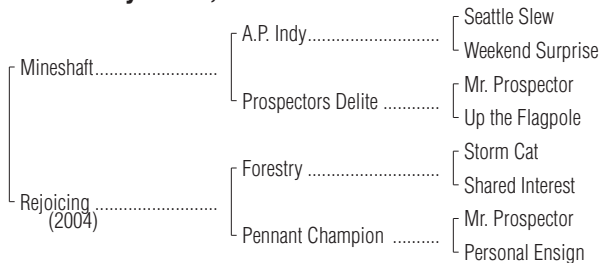 Seattle Slew
A.P. Indy
Weekend Surprise
Mineshaft
Mr. Prospector
Prospectors Delite
Up the Flagpole
Storm Cat
Forestry
Shared Interest
Rejoicing
(2004)
Mr. Prospector
Pennant Champion
Personal Ensign